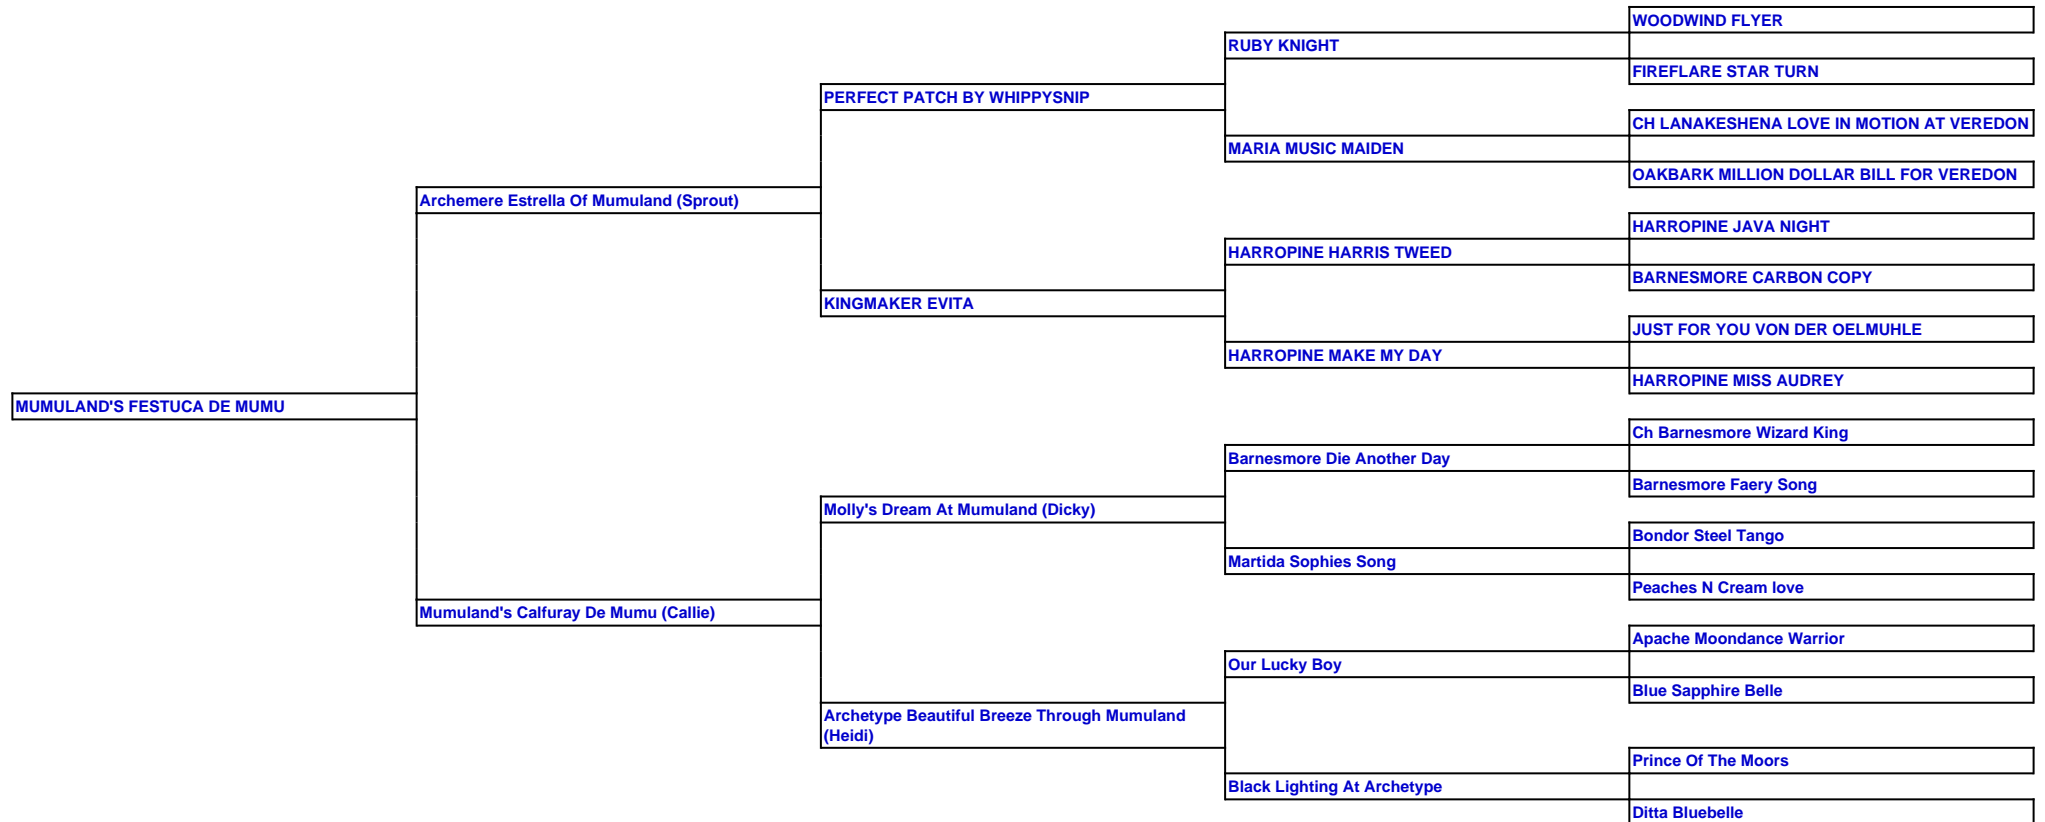 WOODWIND FLYER
RUBY KNIGHT
FIREFLARE STAR TURN
PERFECT PATCH BY WHIPPYSNIP
CH LANAKESHENA LOVE IN MOTION AT VEREDON
MARIA MUSIC MAIDEN
OAKBARK MILLION DOLLAR BILL FOR VEREDON
Archemere Estrella Of Mumuland (Sprout)
HARROPINE JAVA NIGHT
HARROPINE HARRIS TWEED
BARNESMORE CARBON COPY
KINGMAKER EVITA
JUST FOR YOU VON DER OELMUHLE
HARROPINE MAKE MY DAY
HARROPINE MISS AUDREY
MUMULAND'S FESTUCA DE MUMU
Ch Barnesmore Wizard King
Barnesmore Die Another Day
Barnesmore Faery Song
Molly's Dream At Mumuland (Dicky)
Bondor Steel Tango
Martida Sophies Song
Peaches N Cream love
Mumuland's Calfuray De Mumu (Callie)
Apache Moondance Warrior
Our Lucky Boy
Blue Sapphire Belle
Archetype Beautiful Breeze Through Mumuland
(Heidi)
Prince Of The Moors
Black Lighting At Archetype
Ditta Bluebelle